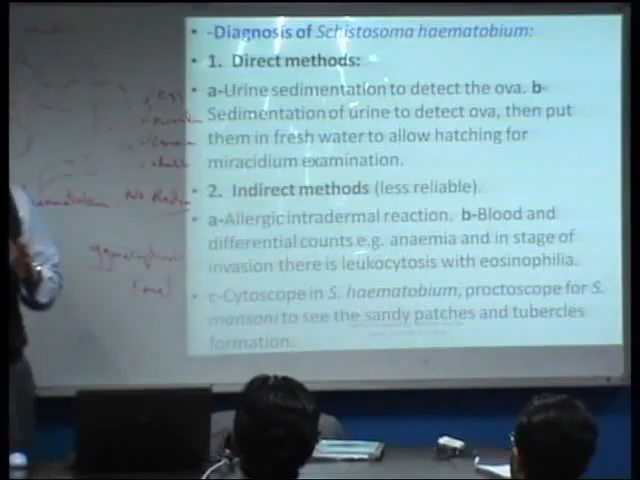 • -Diagnosis of Schistosoma haematobium:
• 1. Direct methods:
• a-Urine sedimentation to detect the ova. b-
Sedimentation of urine to detect ova, then put
them in fresh water to allow hatching for
miracidium examination.
• 2. Indirect methods (less reliable).
• a-Allergic intradermal reaction. b-Blood and
differential counts e.g. anaemia and in stage of
invasion there is leukocytosis with eosinophilia.
• c-Cytoscope in S. haematobium, proctoscope for S.
mansoni to see the sandy patches and tubercles
formation.
egg
No